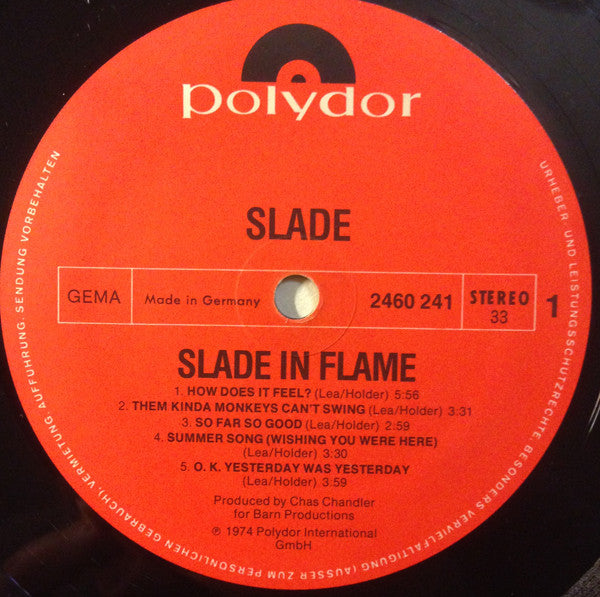 polydor
SLADE
GEMA
Made in Germany
2460 241
STEREO
33
1
SLADE IN FLAME
1. HOW DOES IT FEEL? (Lea/Holder) 5:56
2. THEM KINDA MONKEYS CAN'T SWING (Lea/Holder) 3:31
3. SO FAR SO GOOD (Lea/Holder) 2:59
4. SUMMER SONG (WISHING YOU WERE HERE)
(Lea/Holder) 3:30
5. O. K. YESTERDAY WAS YESTERDAY
(Lea/Holder) 3:59
Produced by Chas Chandler
for Barn Productions
℗ 1974 Polydor International
GmbH
URHEBER- UND LEISTUNGSSCHUTZRECHTE, BESONDERS VERVIELFÄLTIGUNG (AUSSER ZUM PERSÖNLICHEN GEBRAUCH), VERMIETUNG, AUFFÜHRUNG, SENDUNG VORBEHALTEN